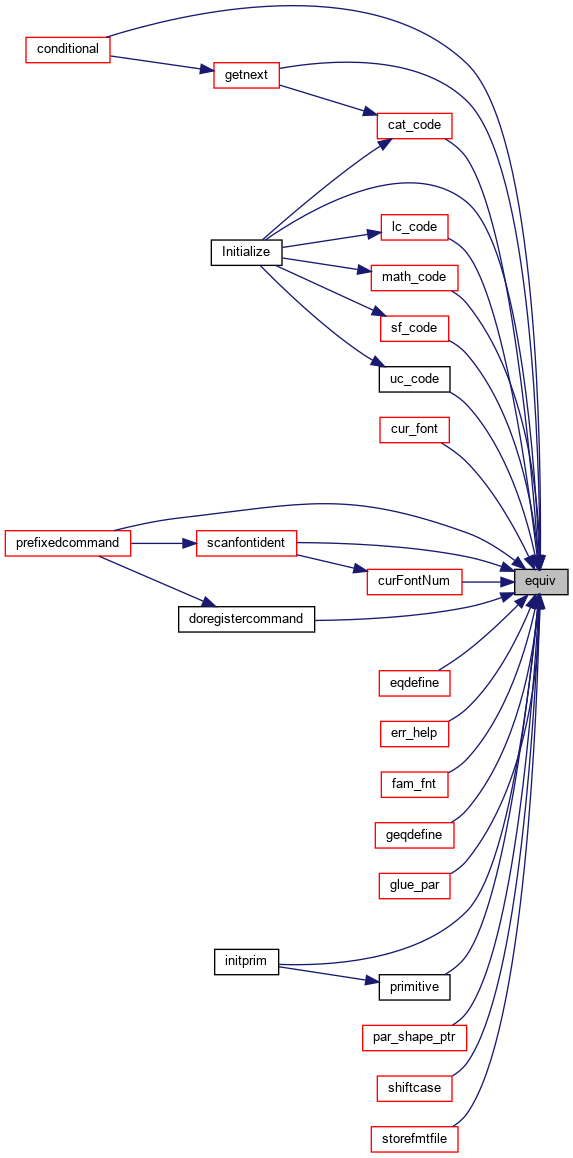 conditional
getnext
cat_code
lc_code
Initialize
math_code
sf_code
uc_code
cur_font
prefixedcommand
scanfontident
curFontNum
equiv
doregistercommand
eqdefine
err_help
fam_fnt
geqdefine
glue_par
initprim
primitive
par_shape_ptr
shiftcase
storefmtfile